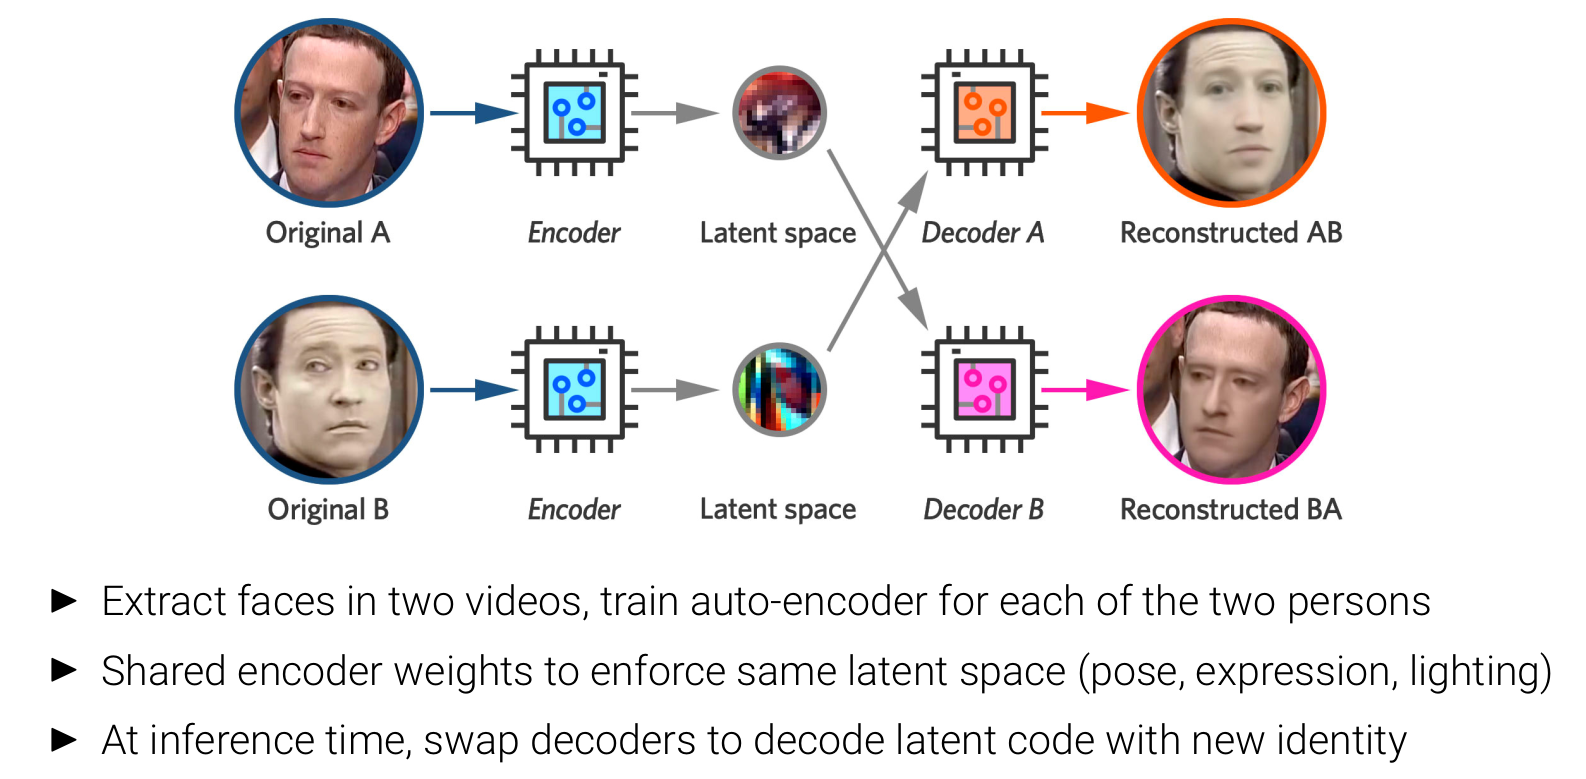 Original A Encoder Latent space Decoder A Reconstructed AB
Original B Encoder Latent space Decoder B Reconstructed BA
► Extract faces in two videos, train auto-encoder for each of the two persons
► Shared encoder weights to enforce same latent space (pose, expression, lighting)
► At inference time, swap decoders to decode latent code with new identity